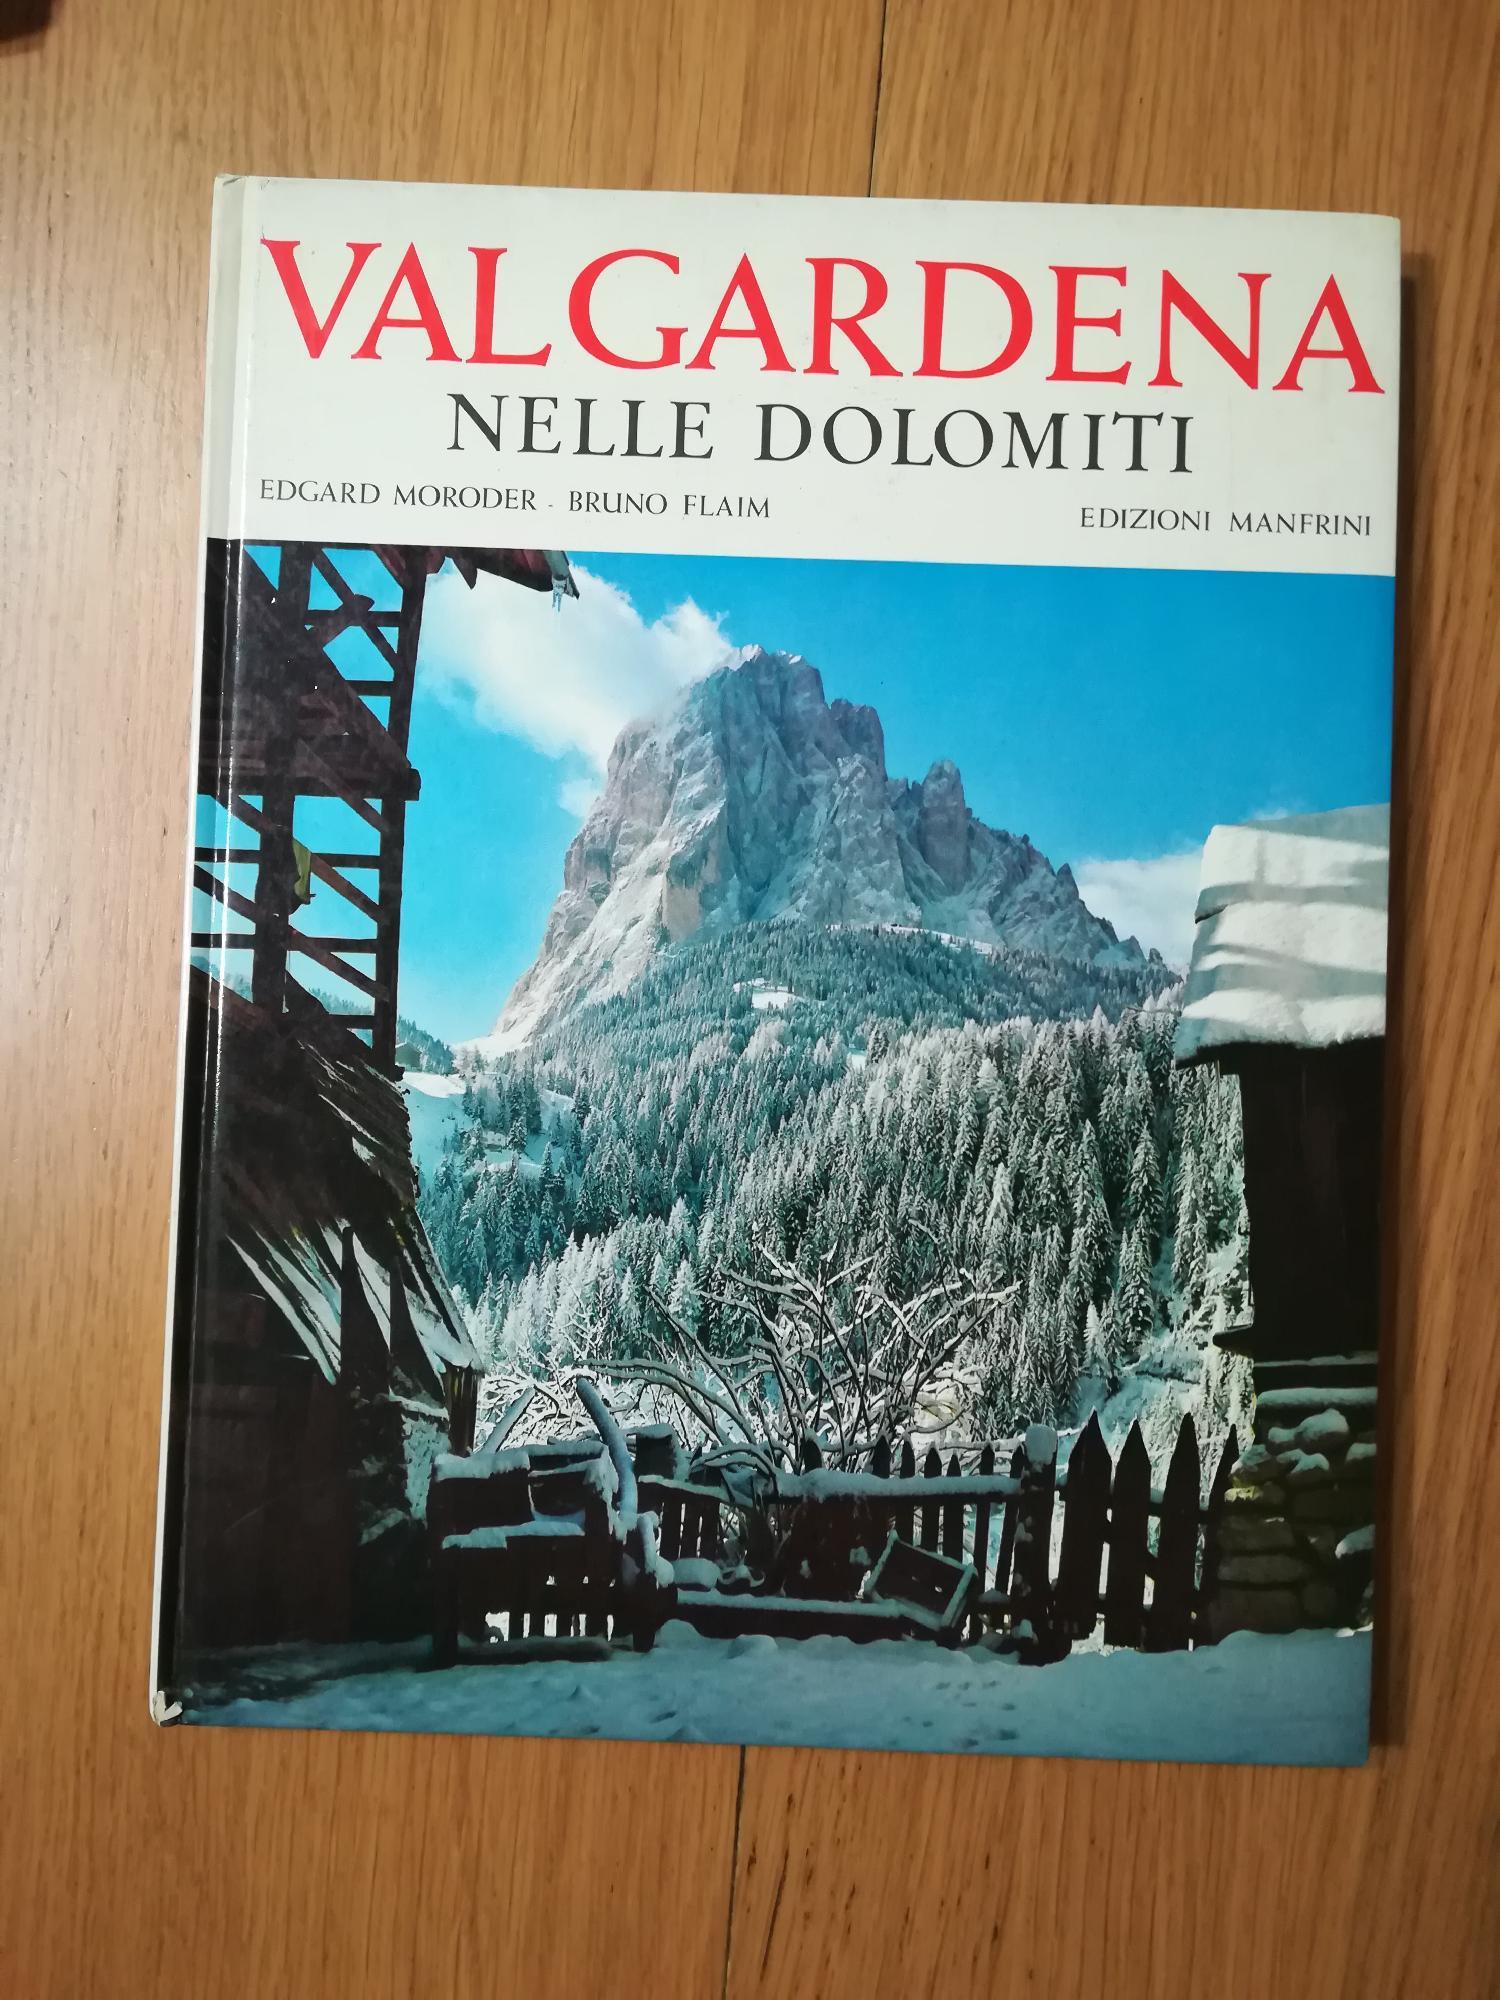 VALGARDENA
NELLE DOLOMITI
EDGARD MORODER - BRUNO FLAIM
EDIZIONI MANFRINI